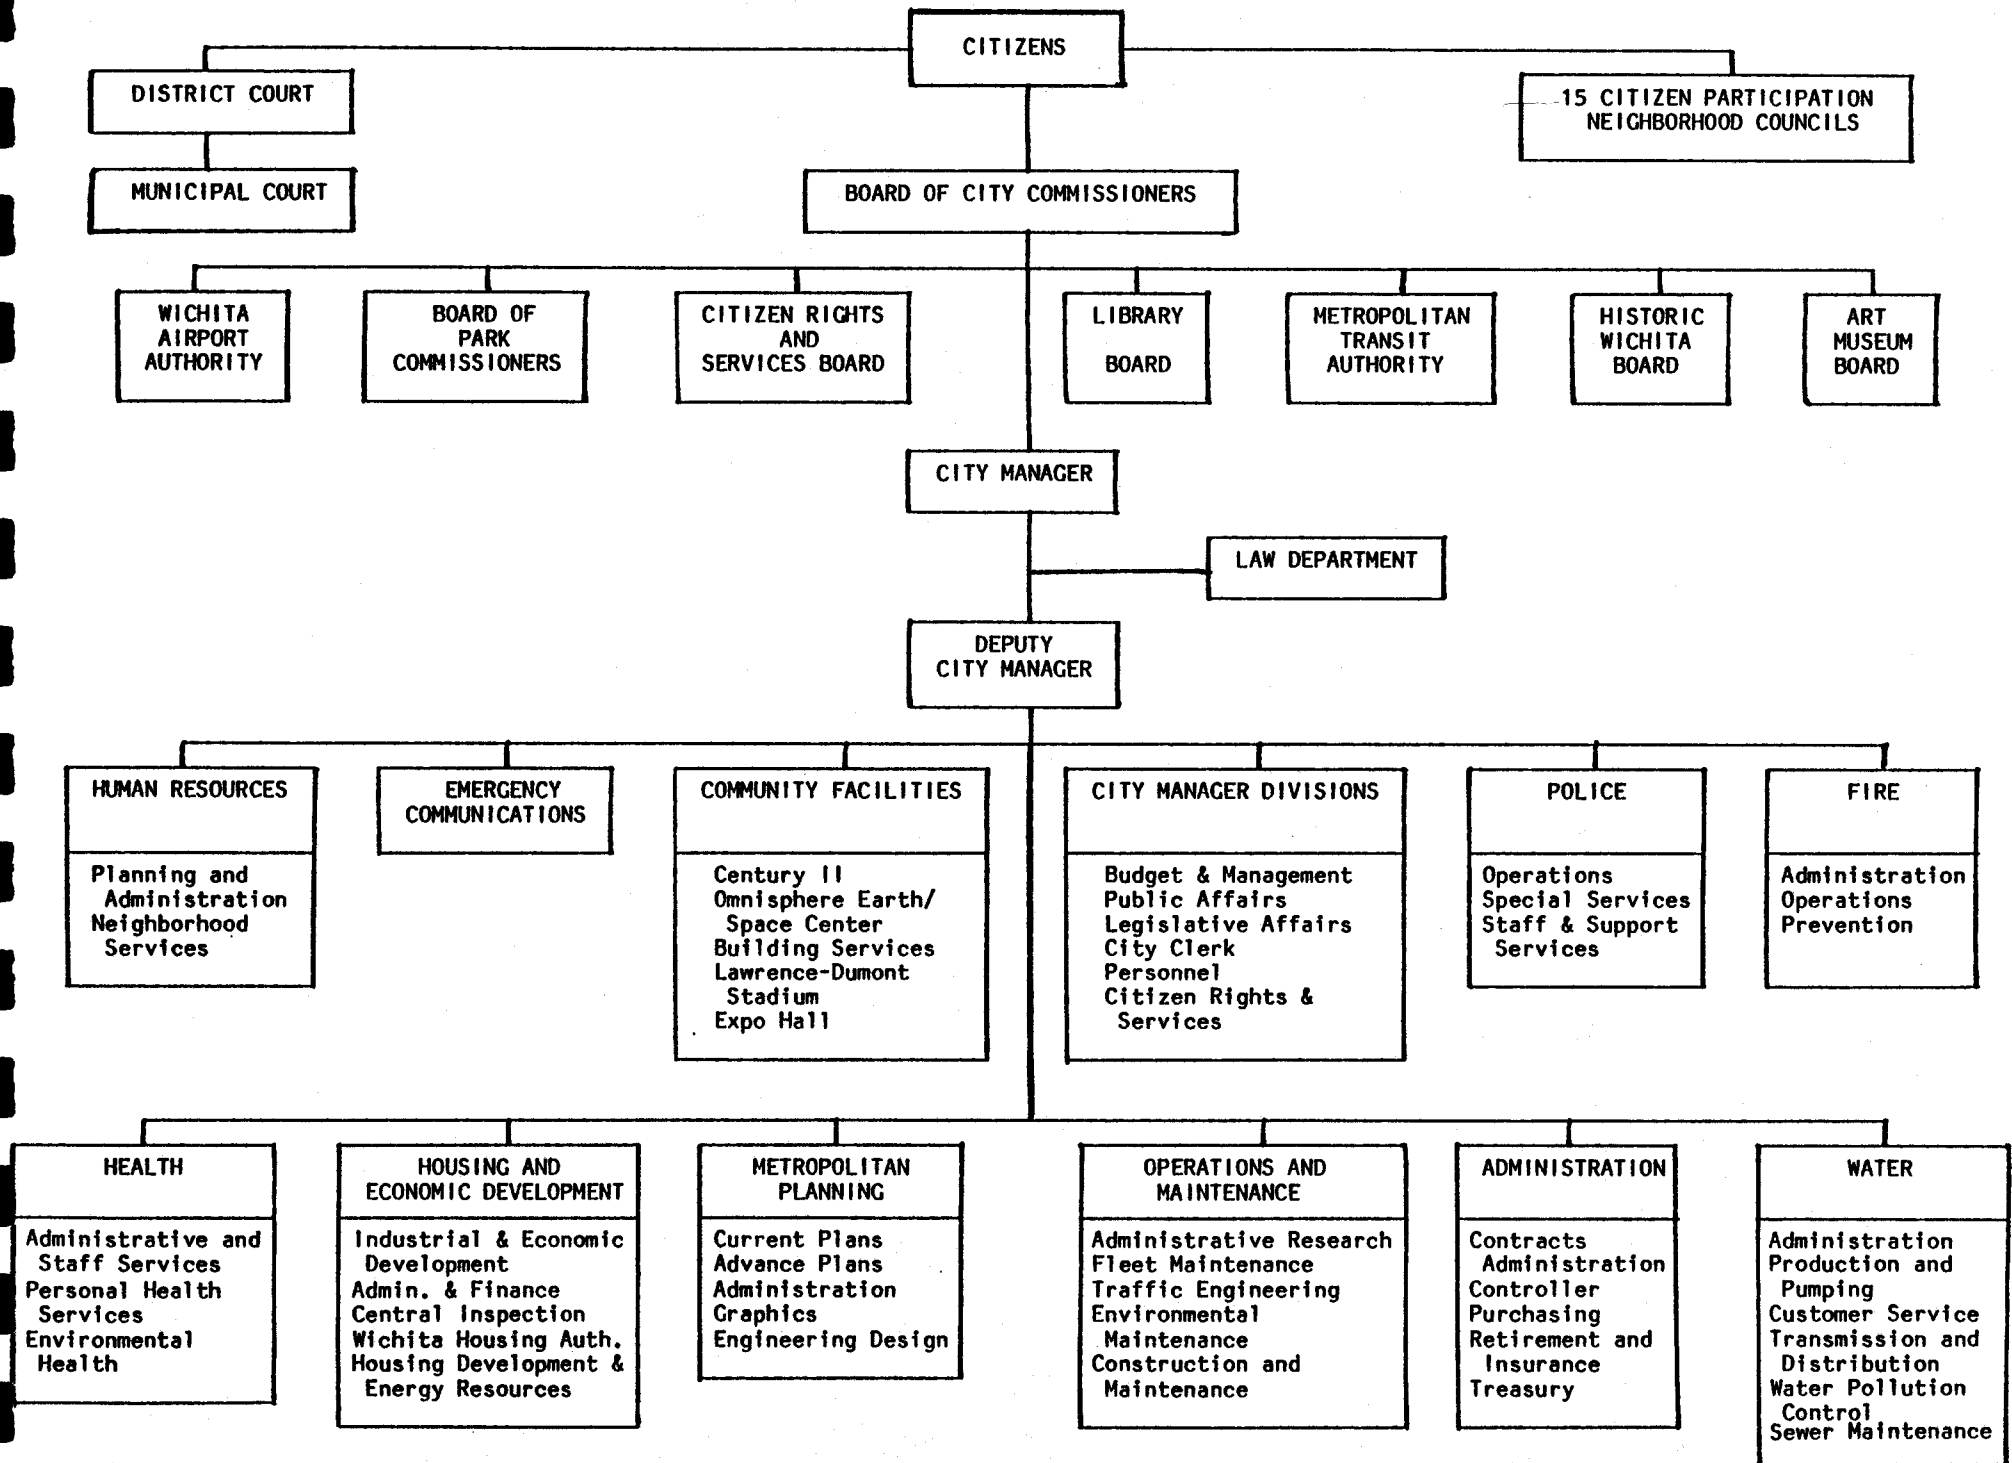 CITIZENS
DISTRICT COURT
15 CITIZEN PARTICIPATION
NEIGHBORHOOD COUNCILS
MUNICIPAL COURT
BOARD OF CITY COMMISSIONERS
WICHITA
AIRPORT
AUTHORITY
BOARD OF
PARK
COMMISSIONERS
CITIZEN RIGHTS
AND
SERVICES BOARD
LIBRARY
BOARD
METROPOLITAN
TRANSIT
AUTHORITY
HISTORIC
WICHITA
BOARD
ART
MUSEUM
BOARD
CITY MANAGER
LAW DEPARTMENT
DEPUTY
CITY MANAGER
HUMAN RESOURCES
Planning and
Administration
Neighborhood
Services
EMERGENCY
COMMUNICATIONS
COMMUNITY FACILITIES
Century II
Omnisphere Earth/
Space Center
Building Services
Lawrence-Dumont
Stadium
Expo Hall
CITY MANAGER DIVISIONS
Budget & Management
Public Affairs
Legislative Affairs
City Clerk
Personnel
Citizen Rights &
Services
POLICE
Operations
Special Services
Staff & Support
Services
FIRE
Administration
Operations
Prevention
HEALTH
Administrative and
Staff Services
Personal Health
Services
Environmental
Health
HOUSING AND
ECONOMIC DEVELOPMENT
Industrial & Economic
Development
Admin. & Finance
Central Inspection
Wichita Housing Auth.
Housing Development &
Energy Resources
METROPOLITAN
PLANNING
Current Plans
Advance Plans
Administration
Graphics
Engineering Design
OPERATIONS AND
MAINTENANCE
Administrative Research
Fleet Maintenance
Traffic Engineering
Environmental
Maintenance
Construction and
Maintenance
ADMINISTRATION
Contracts
Administration
Controller
Purchasing
Retirement and
Insurance
Treasury
WATER
Administration
Production and
Pumping
Customer Service
Transmission and
Distribution
Water Pollution
Control
Sewer Maintenance